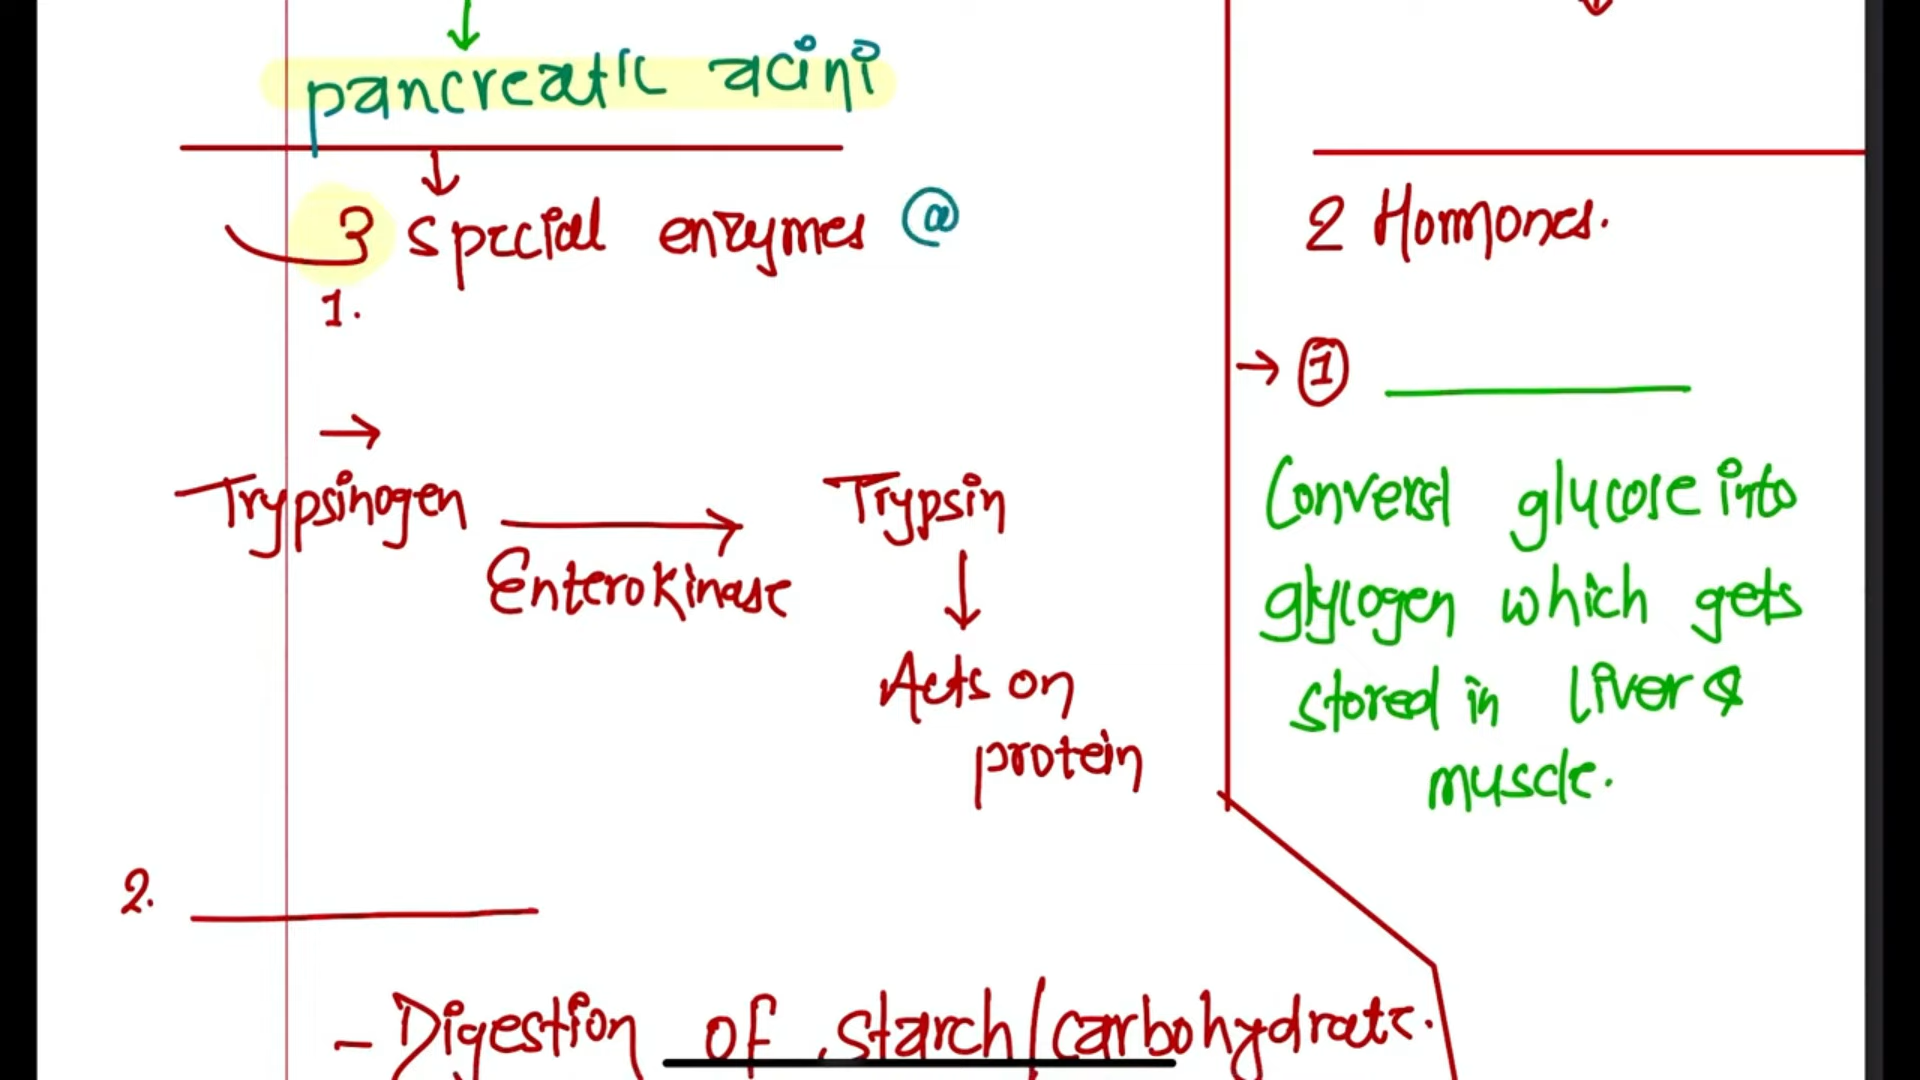 pancreatic acini
3 special enzymes @
1.
Trypsinogen
Enterokinase
Trypsin
Acts on
protein
2.
- Digestion of starch/carbohydrate.
2 Hormones.
→ 1
Convert glucose into
glycogen which gets
stored in liver &
muscle.